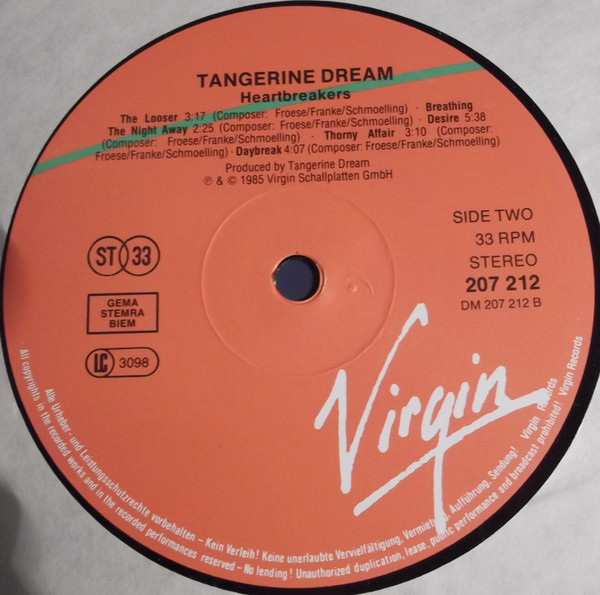 TANGERINE DREAM
Heartbreakers
The Looser 3:17 (Composer: Froese/Franke/Schmoelling) · Breathing
The Night Away 2:25 (Composer: Froese/Franke/Schmoelling) · Desire 5:38
(Composer: Froese/Franke/Schmoelling) · Thorny Affair 3:10 (Composer:
Froese/Franke/Schmoelling) · Daybreak 4:07 (Composer: Froese/Franke/Schmoelling)
Produced by Tangerine Dream
℗ & © 1985 Virgin Schallplatten GmbH
ST 33
GEMA
STEMRA
BIEM
LC 3098
SIDE TWO
33 RPM
STEREO
207 212
DM 207 212 B
Virgin
Alle Urheber- und Leistungsschutzrechte vorbehalten – Kein Verleih! Keine unerlaubte Vervielfältigung, Vermietung, Aufführung, Sendung! Virgin Records
All copyrights in the recorded works and in the recorded performances reserved – No lending! Unauthorized duplication, lease, public performance and broadcast prohibited! Virgin Records